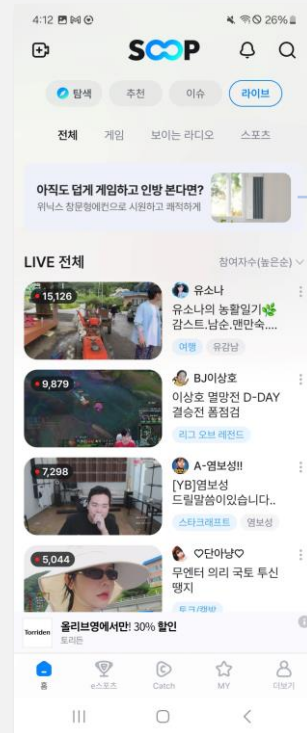 4:12
26%
SOOP
탐색
추천
이슈
라이브
전체
게임
보이는 라디오
스포츠
아직도 덥게 게임하고 인방 본다면?
위닉스 창문형에컨으로 시원하고 쾌적하게
LIVE 전체
참여자수(높은순)
15,126
유소나
유소나의 농활일기🌿
감스트.남순.맨만숙....
여행
유감남
9,879
BJ이상호
이상호 멸망전 D-DAY
결승전 폼점검
리그 오브 레전드
7,298
A-염보성!!
[YB]염보성
드릴말씀이있습니다..
스타크래프트
염보성
5,044
♡단아냥♡
무엔터 의리 국토 투신
땡지
토크/캠방
Torriden
올리브영에서만! 30% 할인
토리든
홈
e스포츠
Catch
MY
더보기